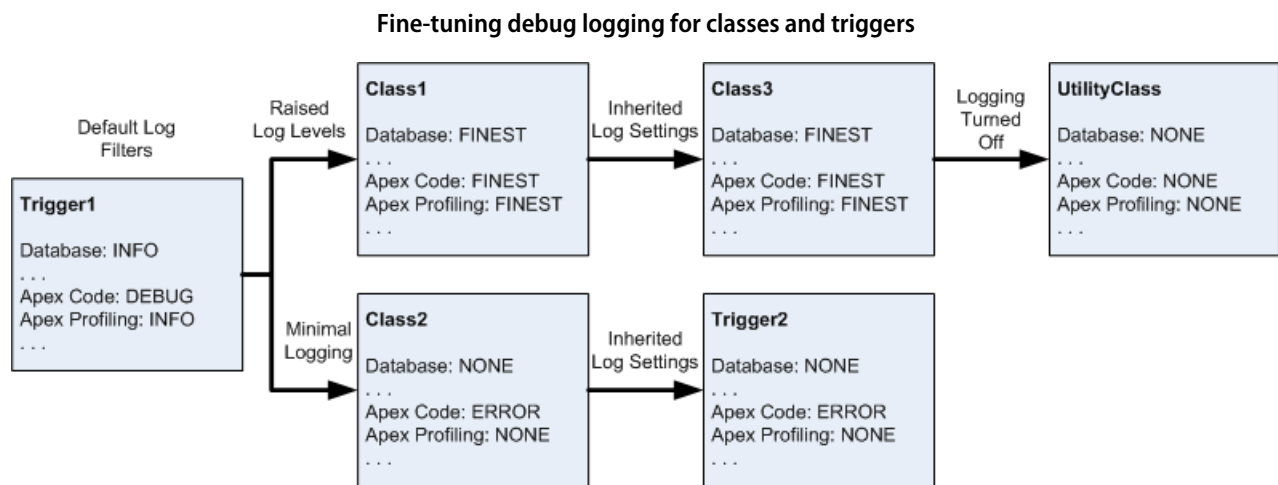 Fine-tuning debug logging for classes and triggers
Default Log
Filters
Trigger1
Database: INFO
. . .
Apex Code: DEBUG
Apex Profiling: INFO
. . .
Raised
Log Levels
Class1
Database: FINEST
. . .
Apex Code: FINEST
Apex Profiling: FINEST
. . .
Inherited
Log Settings
Class3
Database: FINEST
. . .
Apex Code: FINEST
Apex Profiling: FINEST
. . .
Logging
Turned
Off
UtilityClass
Database: NONE
. . .
Apex Code: NONE
Apex Profiling: NONE
. . .
Minimal
Logging
Class2
Database: NONE
. . .
Apex Code: ERROR
Apex Profiling: NONE
. . .
Inherited
Log Settings
Trigger2
Database: NONE
. . .
Apex Code: ERROR
Apex Profiling: NONE
. . .